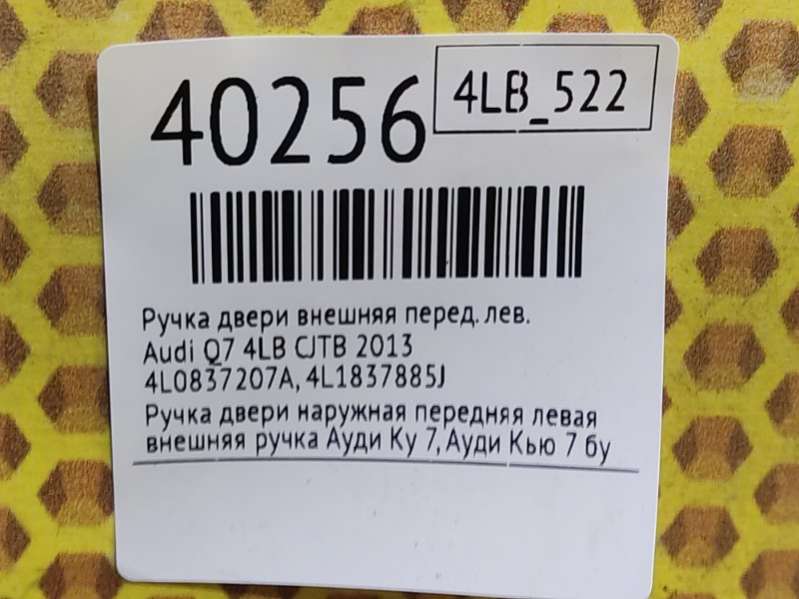 40256
4LB_522
Ручка двери внешняя перед. лев.
Audi Q7 4LB CJTB 2013
4L0837207A, 4L1837885J
Ручка двери наружная передняя левая
внешняя ручка Ауди Ку 7, Ауди Кью 7 бу